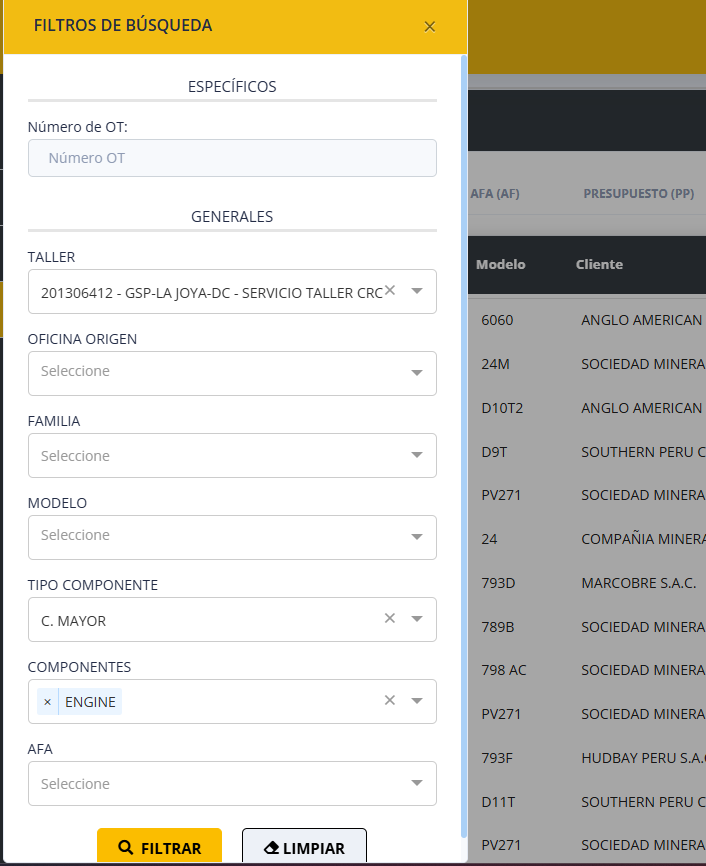 FILTROS DE BÚSQUEDA ×
ESPECÍFICOS
Número de OT:
Número OT
GENERALES
TALLER
201306412 - GSP-LA JOYA-DC - SERVICIO TALLER CRC ×
OFICINA ORIGEN
Seleccione
FAMILIA
Seleccione
MODELO
Seleccione
TIPO COMPONENTE
C. MAYOR ×
COMPONENTES
× ENGINE ×
AFA
Seleccione
FILTRAR LIMPIAR
AFA (AF) PRESUPUESTO (PP)
Modelo Cliente
6060 ANGLO AMERICAN
24M SOCIEDAD MINERA
D10T2 ANGLO AMERICAN
D9T SOUTHERN PERU C
PV271 SOCIEDAD MINERA
24 COMPAÑIA MINERA
793D MARCOBRE S.A.C.
789B SOCIEDAD MINERA
798 AC SOCIEDAD MINERA
PV271 SOCIEDAD MINERA
793F HUDBAY PERU S.A.C
D11T SOUTHERN PERU C
PV271 SOCIEDAD MINERA